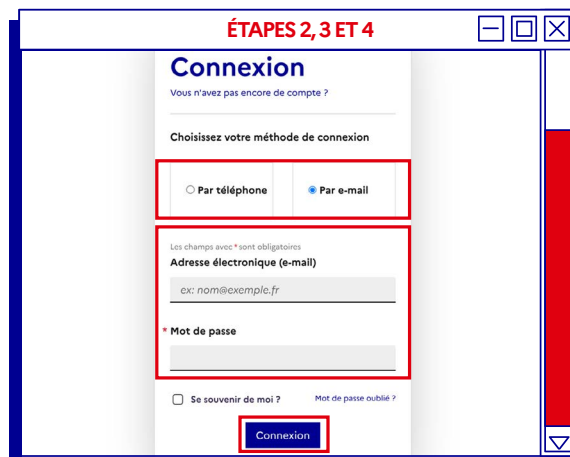 ÉTAPES 2, 3 ET 4
Connexion
Vous n'avez pas encore de compte ?
Choisissez votre méthode de connexion
Par téléphone
Par e-mail
Les champs avec * sont obligatoires
Adresse électronique (e-mail)
ex: nom@exemple.fr
* Mot de passe
Se souvenir de moi ?
Mot de passe oublié ?
Connexion